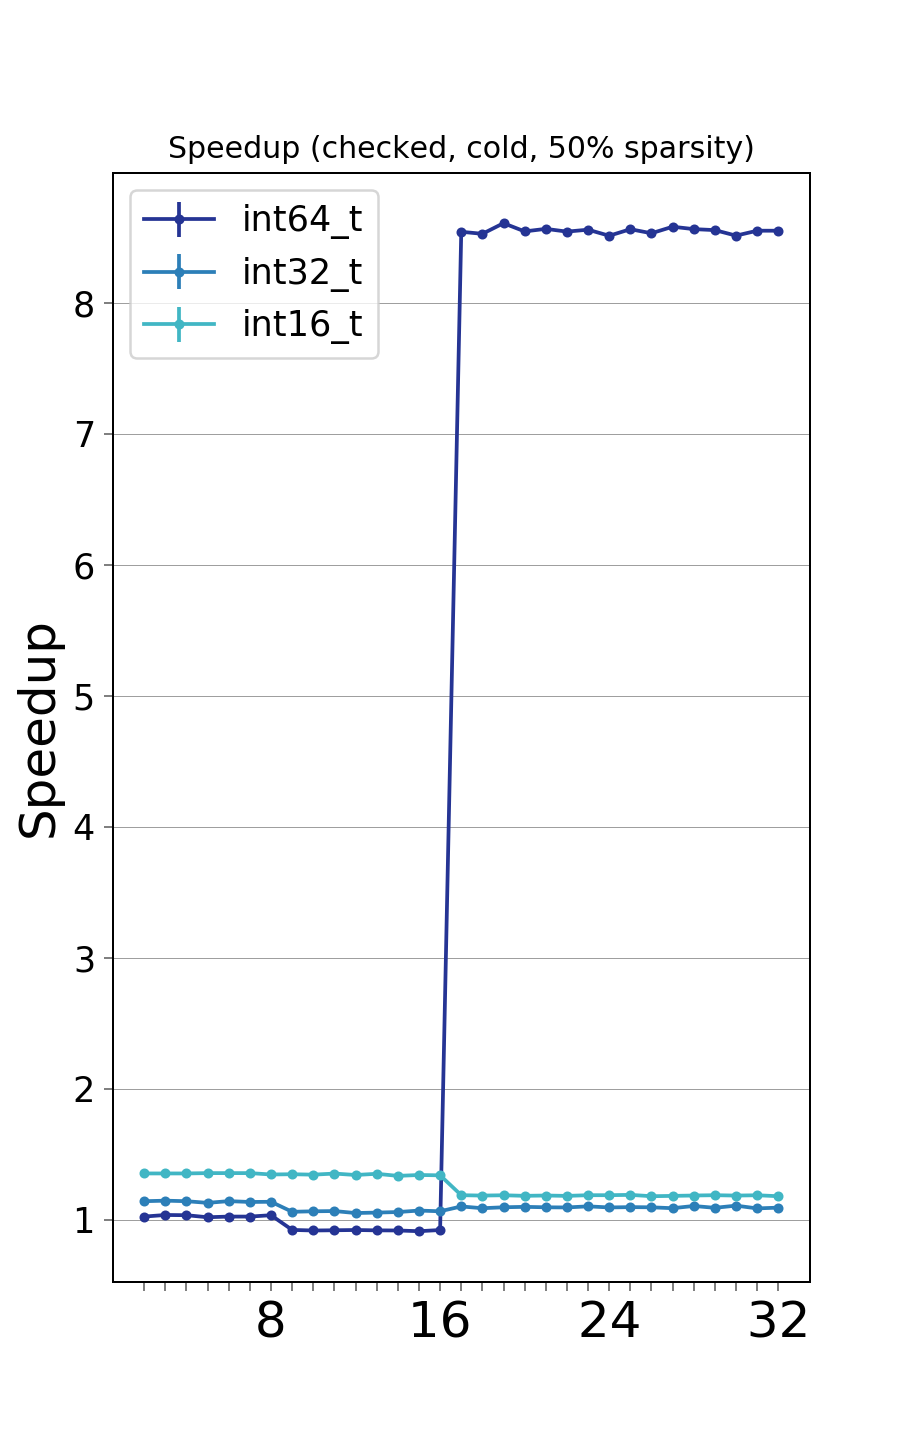 Speedup (checked, cold, 50% sparsity)
int64_t
int32_t
int16_t
8
7
6
5
4
3
2
1
Speedup
8 16 24 32